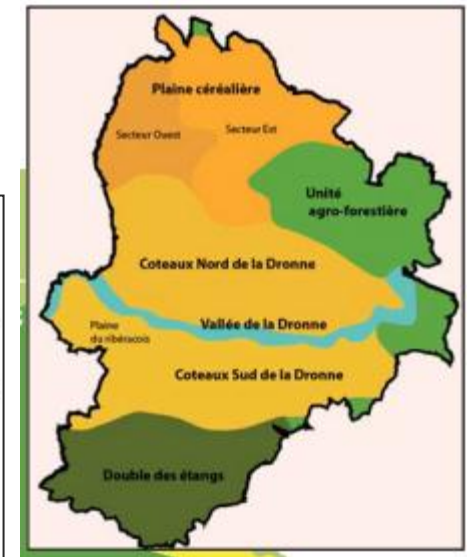 Plaine céréalière
Secteur Ouest
Secteur Est
Unité
agro-forestière
Coteaux Nord de la Dronne
Vallée de la Dronne
Plaine
du ribéracois
Coteaux Sud de la Dronne
Double des étangs